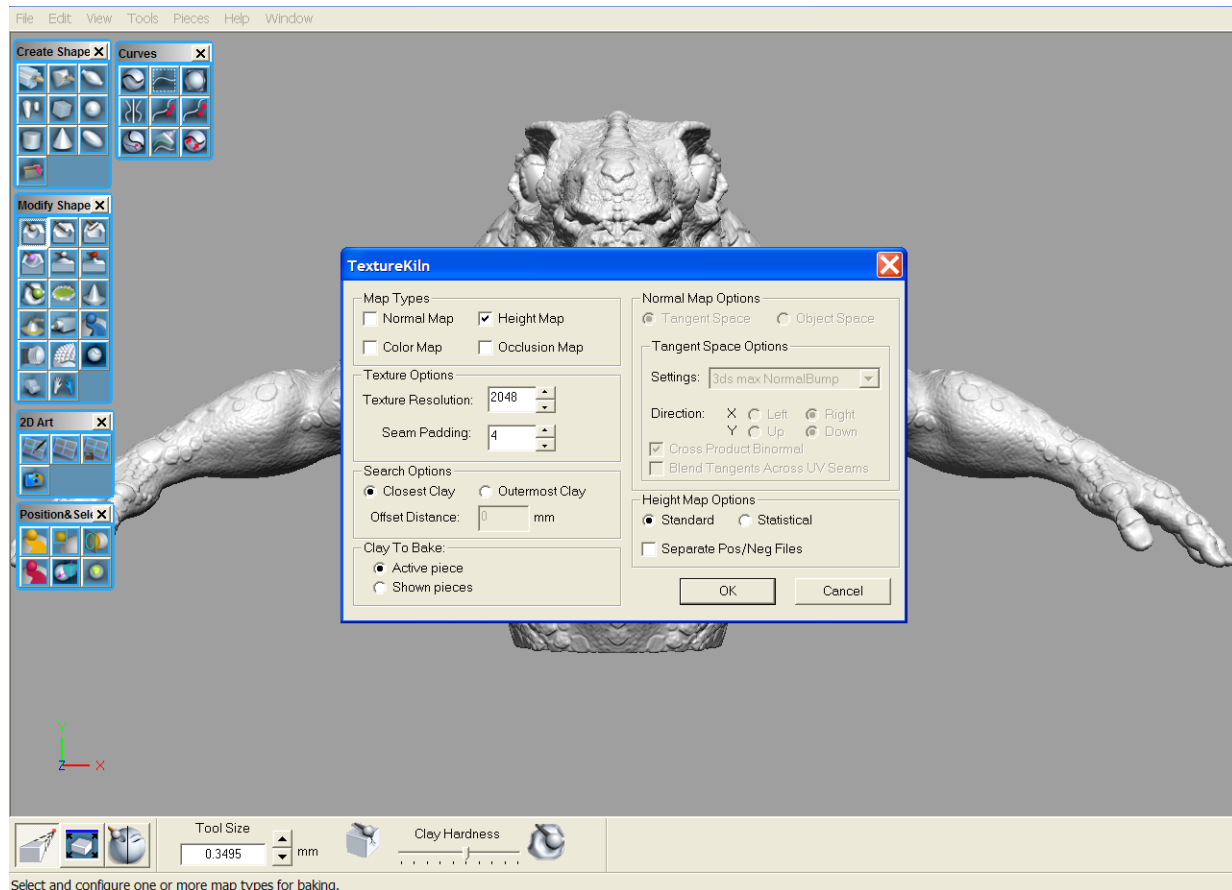 File Edit View Tools Pieces Help Window
Create Shape
Curves
Modify Shape
2D Art
Position&Sele
TextureKiln
Map Types
Normal Map
Height Map
Color Map
Occlusion Map
Texture Options
Texture Resolution: 2048
Seam Padding: 4
Search Options
Closest Clay
Outermost Clay
Offset Distance: 0 mm
Clay To Bake:
Active piece
Shown pieces
Normal Map Options
Tangent Space
Object Space
Tangent Space Options
Settings: 3ds max NormalBump
Direction: X Left Right
Y Up Down
Cross Product Binormal
Blend Tangents Across UV Seams
Height Map Options
Standard
Statistical
Separate Pos/Neg Files
OK
Cancel
Y
Z X
Tool Size
0.3495 mm
Clay Hardness
Select and configure one or more map types for baking.